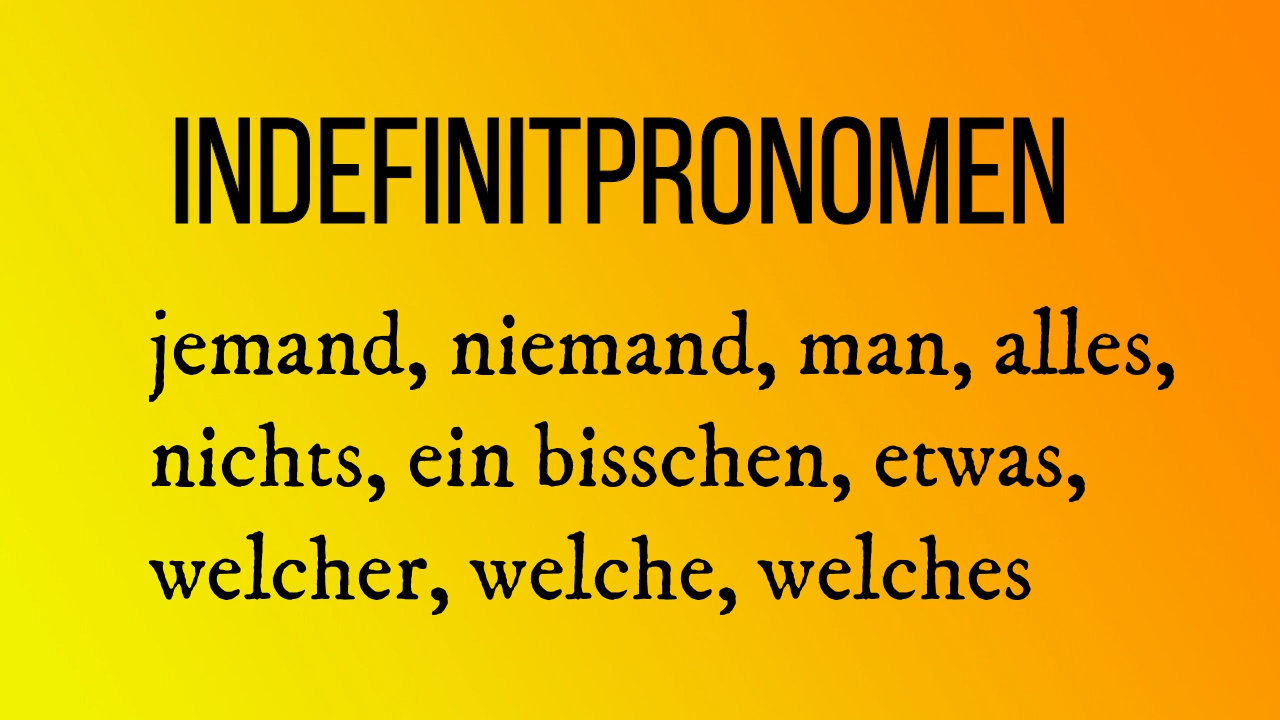 INDEFINITPRONOMEN
jemand, niemand, man, alles,
nichts, ein bisschen, etwas,
welcher, welche, welches